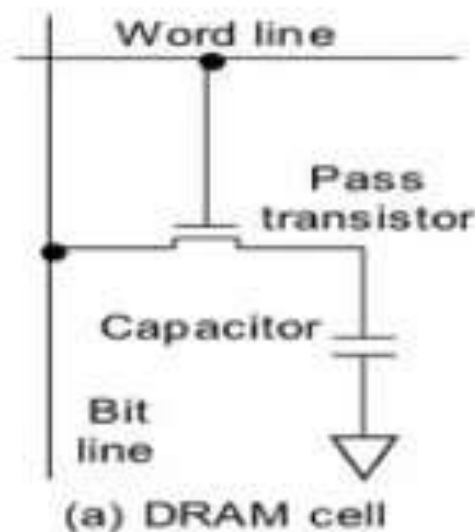 Word line
Pass
transistor
Capacitor
Bit
line
(a) DRAM cell